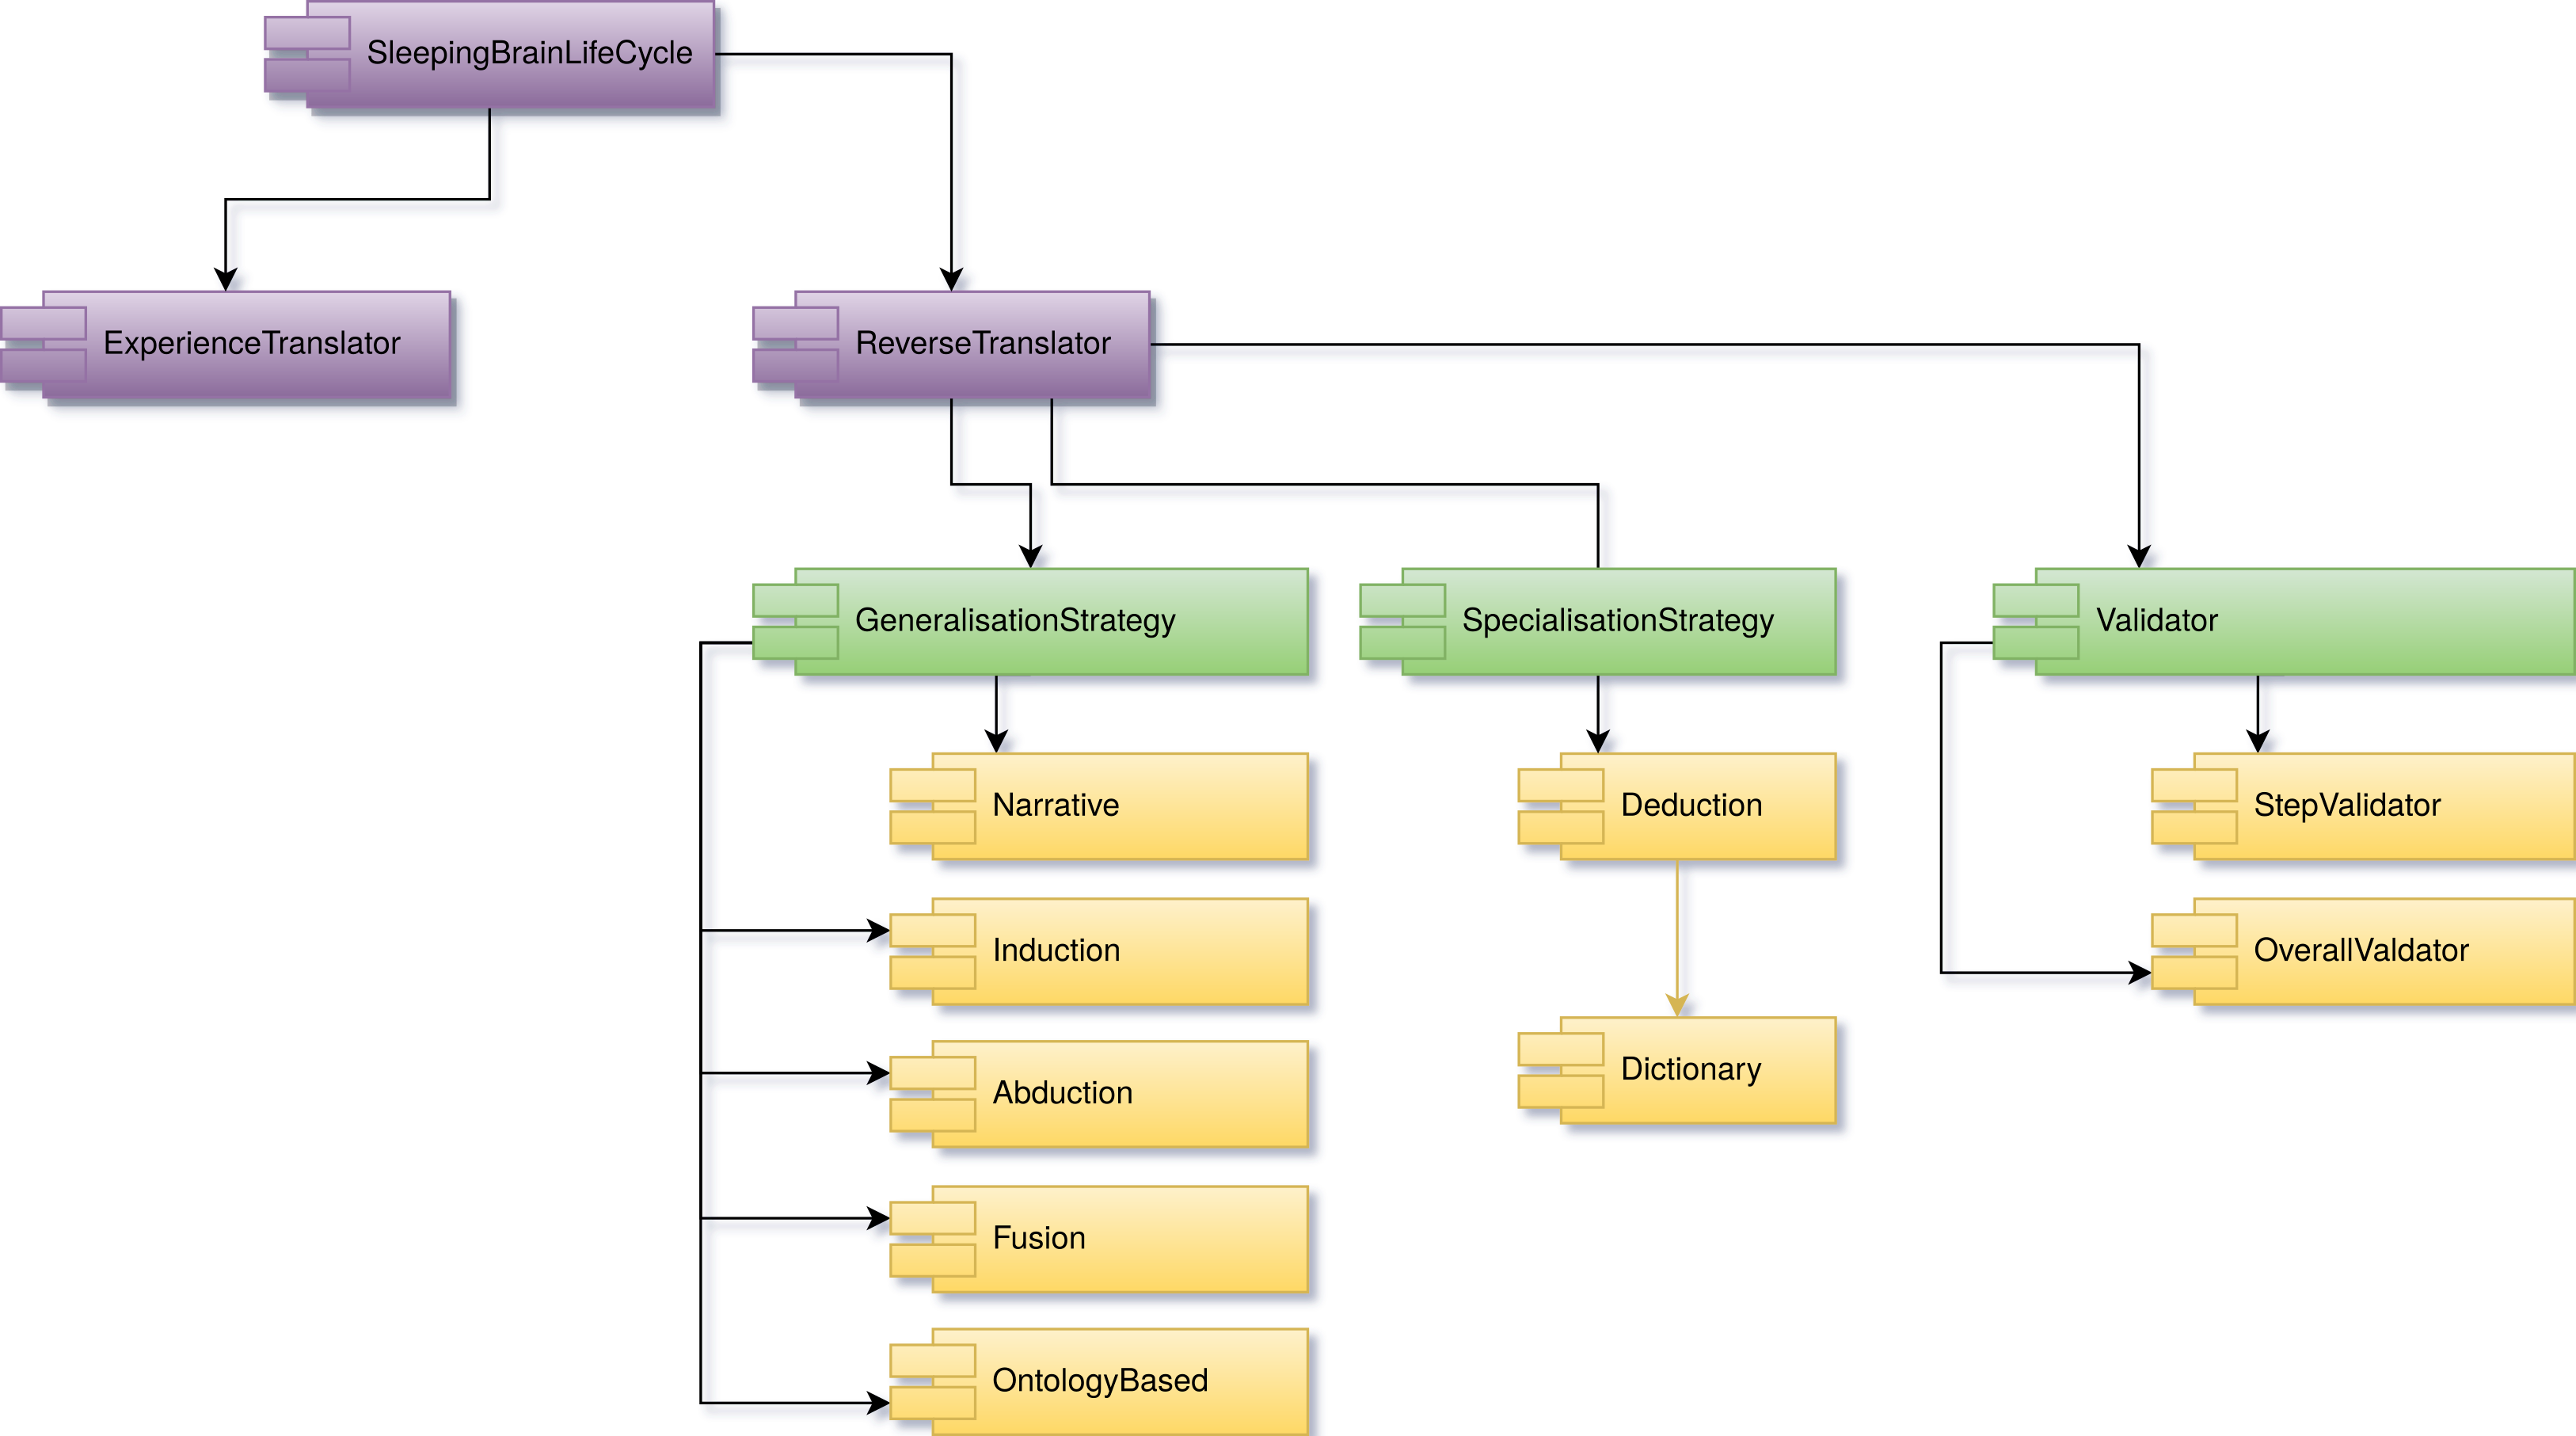 SleepingBrainLifeCycle
ExperienceTranslator
ReverseTranslator
GeneralisationStrategy
SpecialisationStrategy
Validator
Narrative
Deduction
StepValidator
Induction
OverallValdator
Abduction
Dictionary
Fusion
OntologyBased